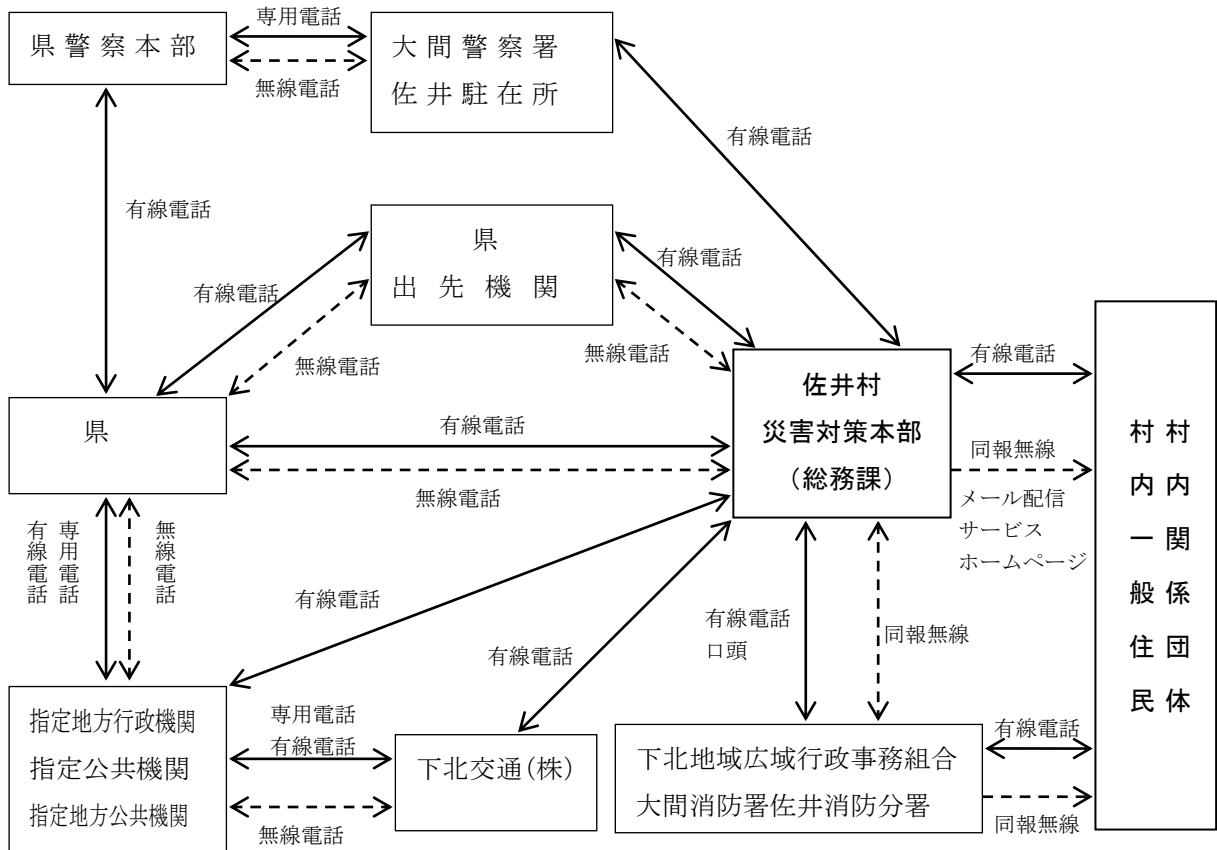 専用電話
県警察本部
大間警察署
佐井駐在所
無線電話
有線電話
有線電話
県
出先機関
有線電話
有線電話
無線電話
無線電話
佐井村
災害対策本部
（総務課）
有線電話
県
有線電話
無線電話
同報無線
メール配信
サービス
ホームページ
村内関係団体
村内一般住民
無線電話
専用電話
有線電話
有線電話
有線電話
有線電話
口頭
同報無線
指定地方行政機関
指定公共機関
指定地方公共機関
専用電話
有線電話
無線電話
下北交通（株）
下北地域広域行政事務組合
大間消防署佐井消防分署
有線電話
同報無線